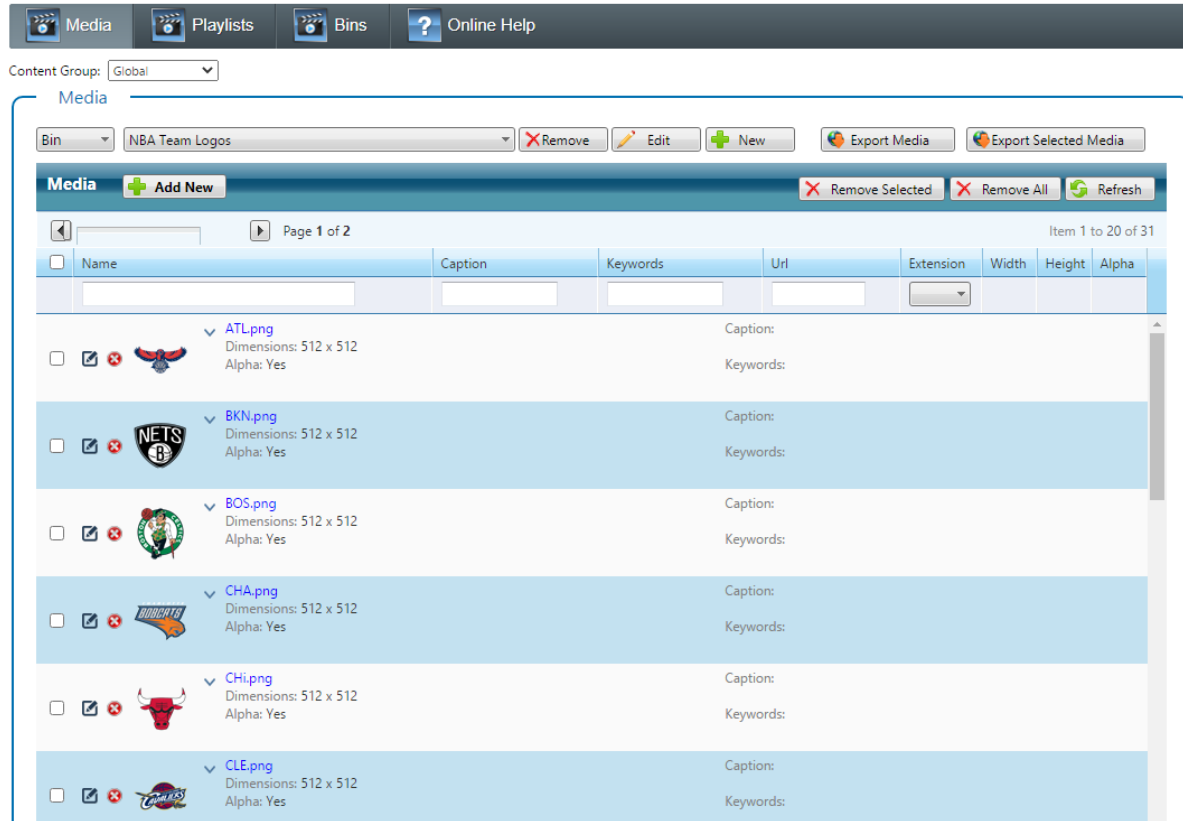 Media Playlists Bins ? Online Help
Content Group: Global
Media
Bin NBA Team Logos Remove Edit New Export Media Export Selected Media
Media Add New Remove Selected Remove All Refresh
Page 1 of 2 Item 1 to 20 of 31
Name Caption Keywords Url Extension Width Height Alpha
ATL.png Caption:
Dimensions: 512 x 512
Alpha: Yes Keywords:
NETS
B
BKN.png Caption:
Dimensions: 512 x 512
Alpha: Yes Keywords:
BOS.png Caption:
Dimensions: 512 x 512
Alpha: Yes Keywords:
BOBCATS
CHA.png Caption:
Dimensions: 512 x 512
Alpha: Yes Keywords:
CHi.png Caption:
Dimensions: 512 x 512
Alpha: Yes Keywords:
CAVALIERS
CLE.png Caption:
Dimensions: 512 x 512
Alpha: Yes Keywords: